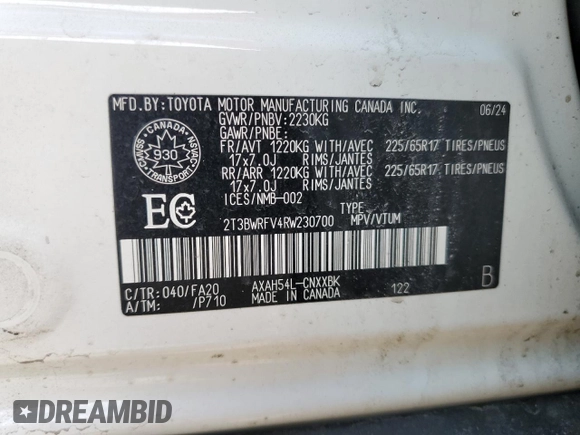 MFD.BY:TOYOTA MOTOR MANUFACTURING CANADA INC. 06/24
GVWR/PNBV:2230KG
GAWR/PNBE:
FR/AVT 1220KG WITH/AVEC 225/65R17 TIRES/PNEUS
17x7.0J RIMS/JANTES
RR/ARR 1220KG WITH/AVEC 225/65R17 TIRES/PNEUS
17x7.0J RIMS/JANTES
ICES/NMB-002
TYPE
2T3BWRFV4RW230700 MPV/VTUM
CANADA
CMVSS
930
NSVAC
TRANSPORT
EC
C/TR:040/FA20 AXAH54L-CNXXBK 122 B
A/TM: /P710 MADE IN CANADA
DREAMBID